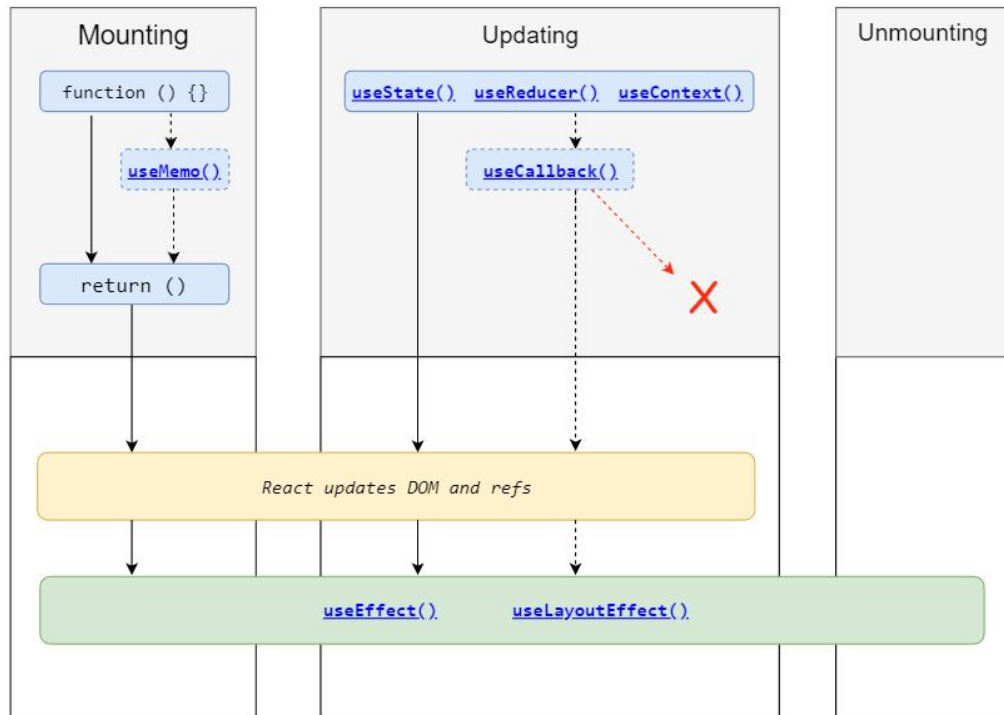 Mounting
Updating
Unmounting
function () {}
useState() useReducer() useContext()
useMemo()
useCallback()
return ()
React updates DOM and refs
useEffect() useLayoutEffect()